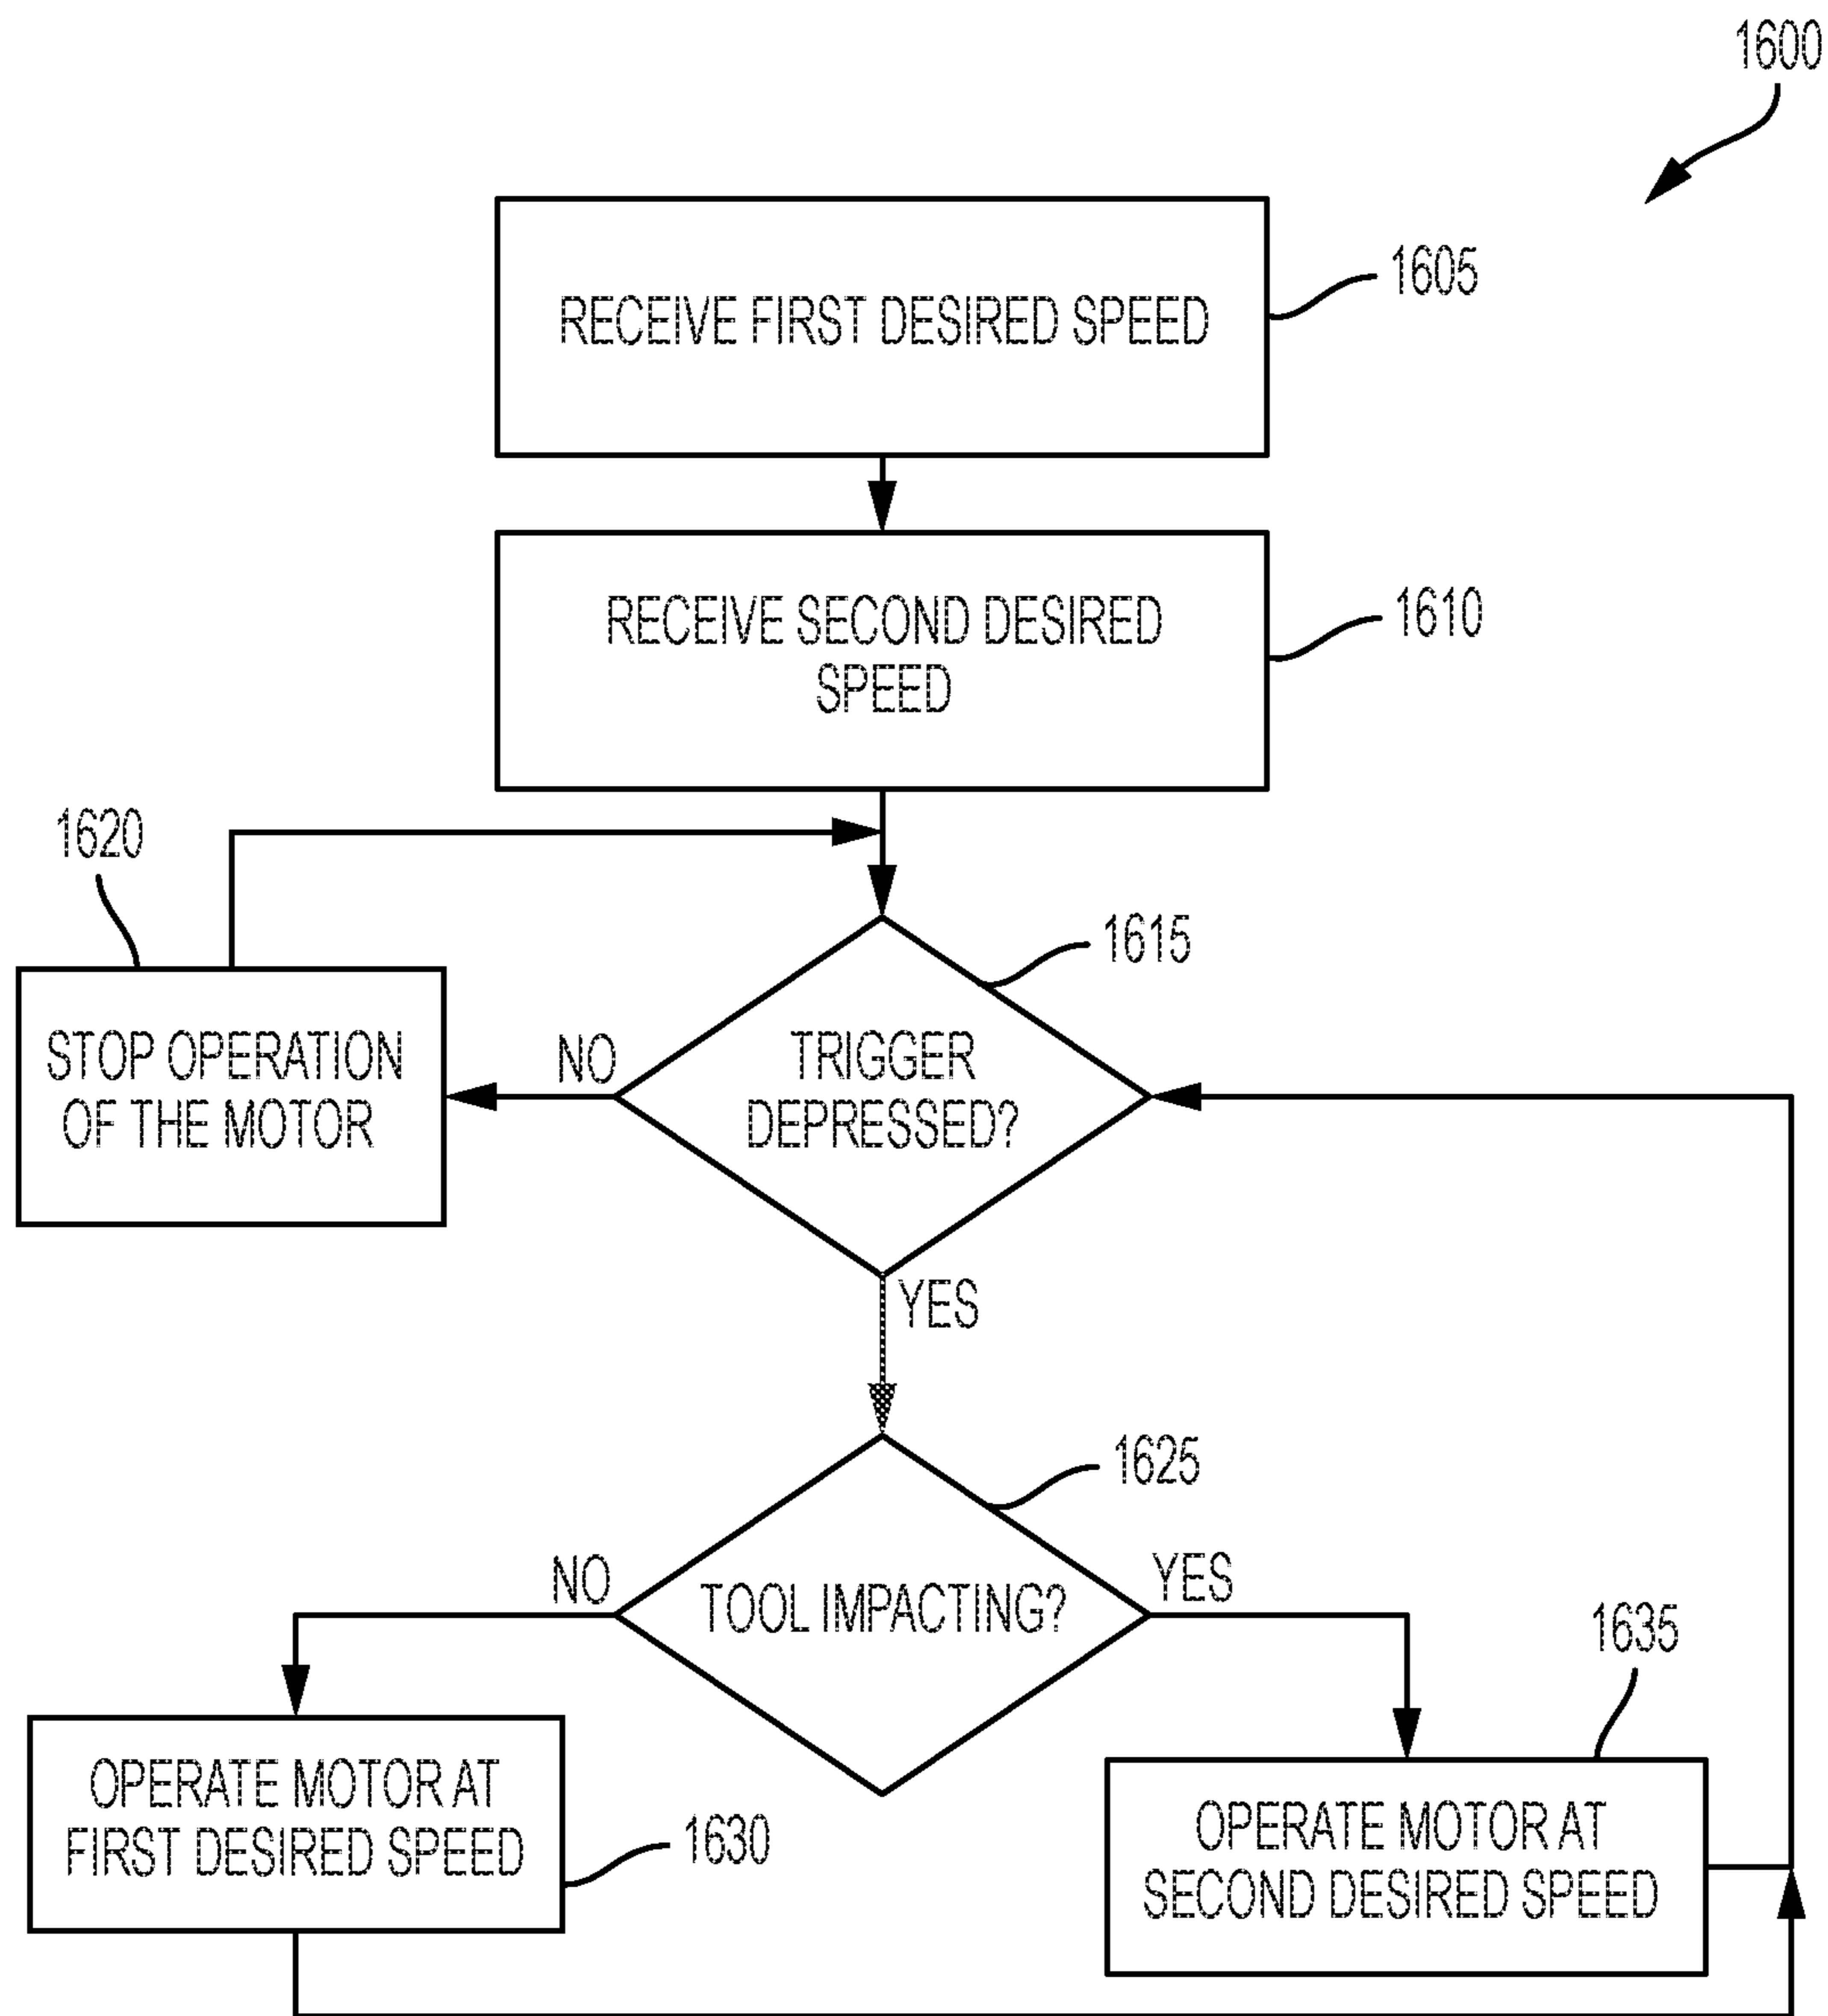 1600
RECEIVE FIRST DESIRED SPEED
1605
RECEIVE SECOND DESIRED
SPEED
1610
1620
1615
STOP OPERATION
OF THE MOTOR
NO
TRIGGER
DEPRESSED?
YES
1625
NO
TOOL IMPACTING?
YES
1635
OPERATE MOTOR AT
FIRST DESIRED SPEED
1630
OPERATE MOTOR AT
SECOND DESIRED SPEED